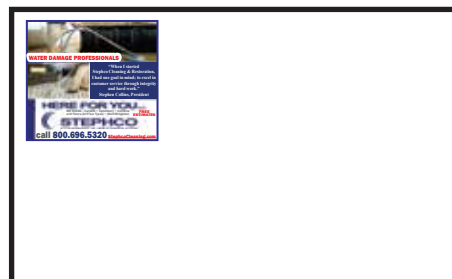 WATER DAMAGE PROFESSIONALS
"When I started
Stephco Cleaning & Restoration,
I had one goal in mind; to excel in
customer service through integrity
and hard work."
Stephen Collins, President
HERE FOR YOU...
FREE
ESTIMATES
STEPHCO
call 800.696.5320 StephcoCleaning.com